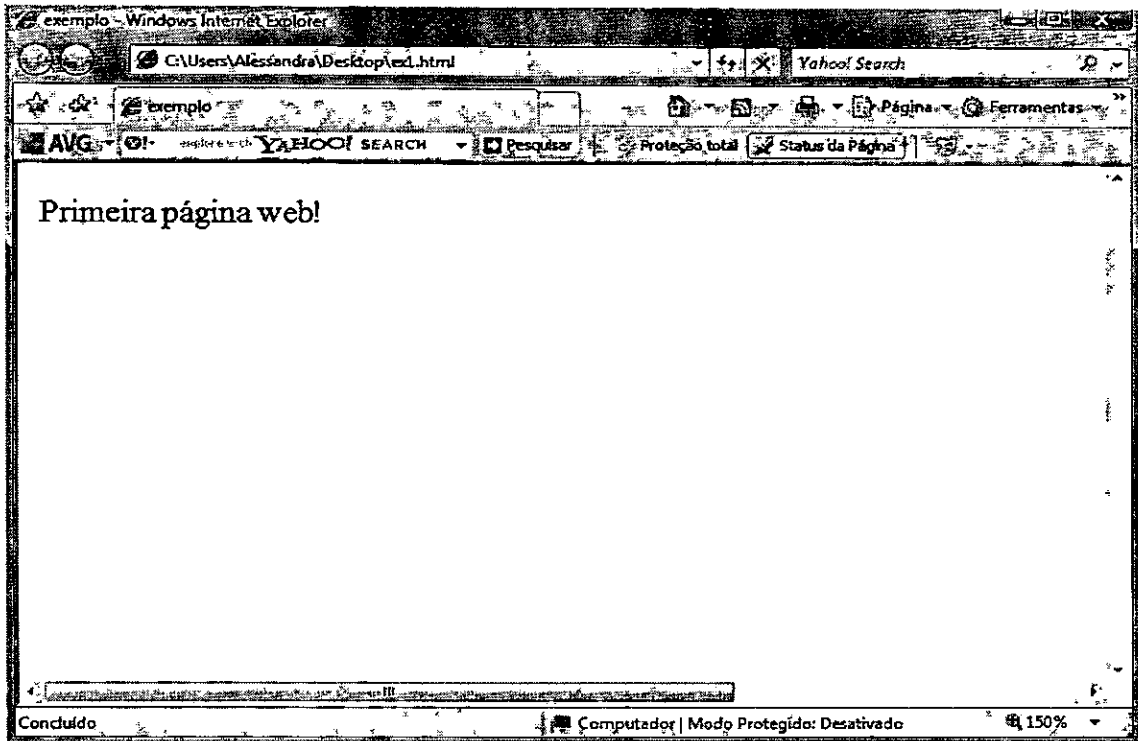 exemplo - Windows Internet Explorer
C:\Users\Alessandra\Desktop\ex1.html Yahoo! Search
exemplo Página Ferramentas
AVG YAHOO! SEARCH Pesquisar Proteção total Status da Página
Primeira página web!
Concluído Computador | Modo Protegido: Desativado 150%